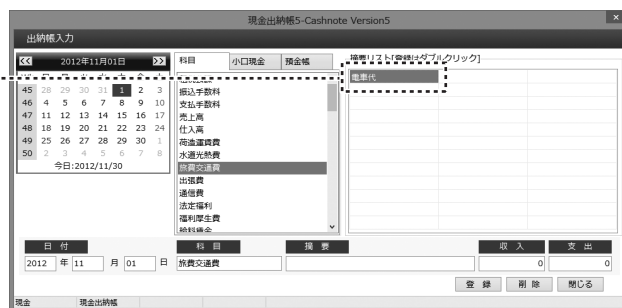 現金出納帳5-Cashnote Version5
出納帳入力
2012年11月01日
科目 小口現金 預金帳
摘要リスト[登録はダブルクリック]
電車代
45 28 29 30 31 1 2 3
46 4 5 6 7 8 9 10
47 11 12 13 14 15 16 17
48 18 19 20 21 22 23 24
49 25 26 27 28 29 30 1
50 2 3 4 5 6 7 8
今日:2012/11/30
振込手数料
支払手数料
売上高
仕入高
荷造運賃費
水道光熱費
旅費交通費
出張費
通信費
法定福利
福利厚生費
給料賃金
日 付 科 目 摘 要 収 入 支 出
2012 年 11 月 01 日 旅費交通費 0 0
登 録 削 除 閉じる
現金 現金出納帳